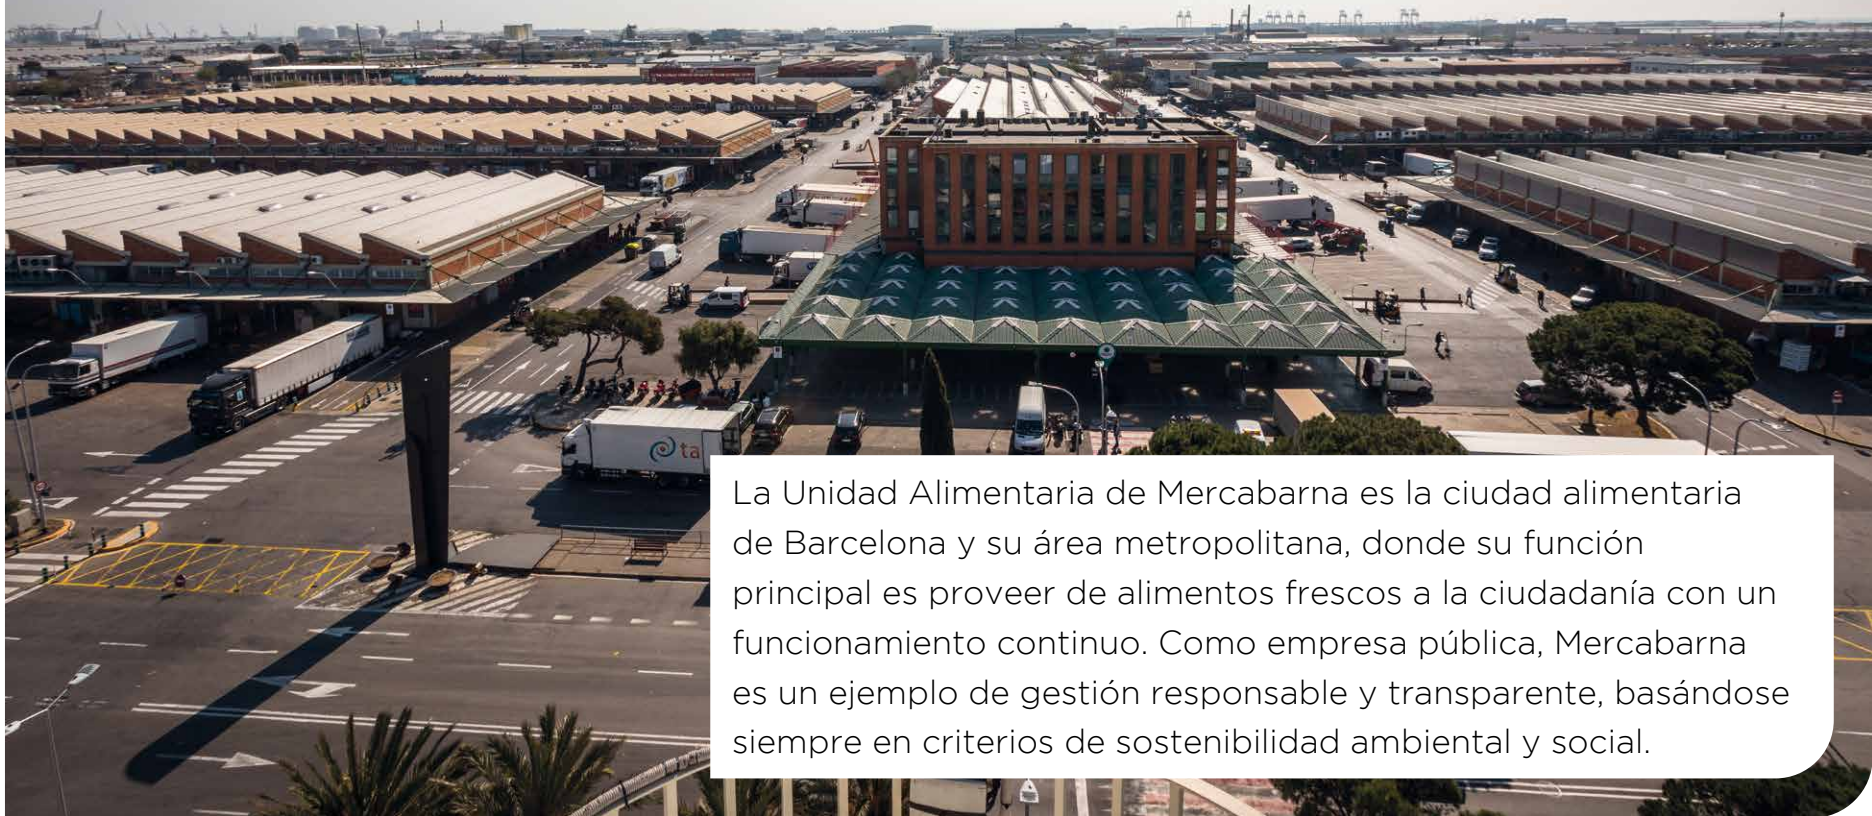 ta
La Unidad Alimentaria de Mercabarna es la ciudad alimentaria
de Barcelona y su área metropolitana, donde su función
principal es proveer de alimentos frescos a la ciudadanía con un
funcionamiento continuo. Como empresa pública, Mercabarna
es un ejemplo de gestión responsable y transparente, basándose
siempre en criterios de sostenibilidad ambiental y social.